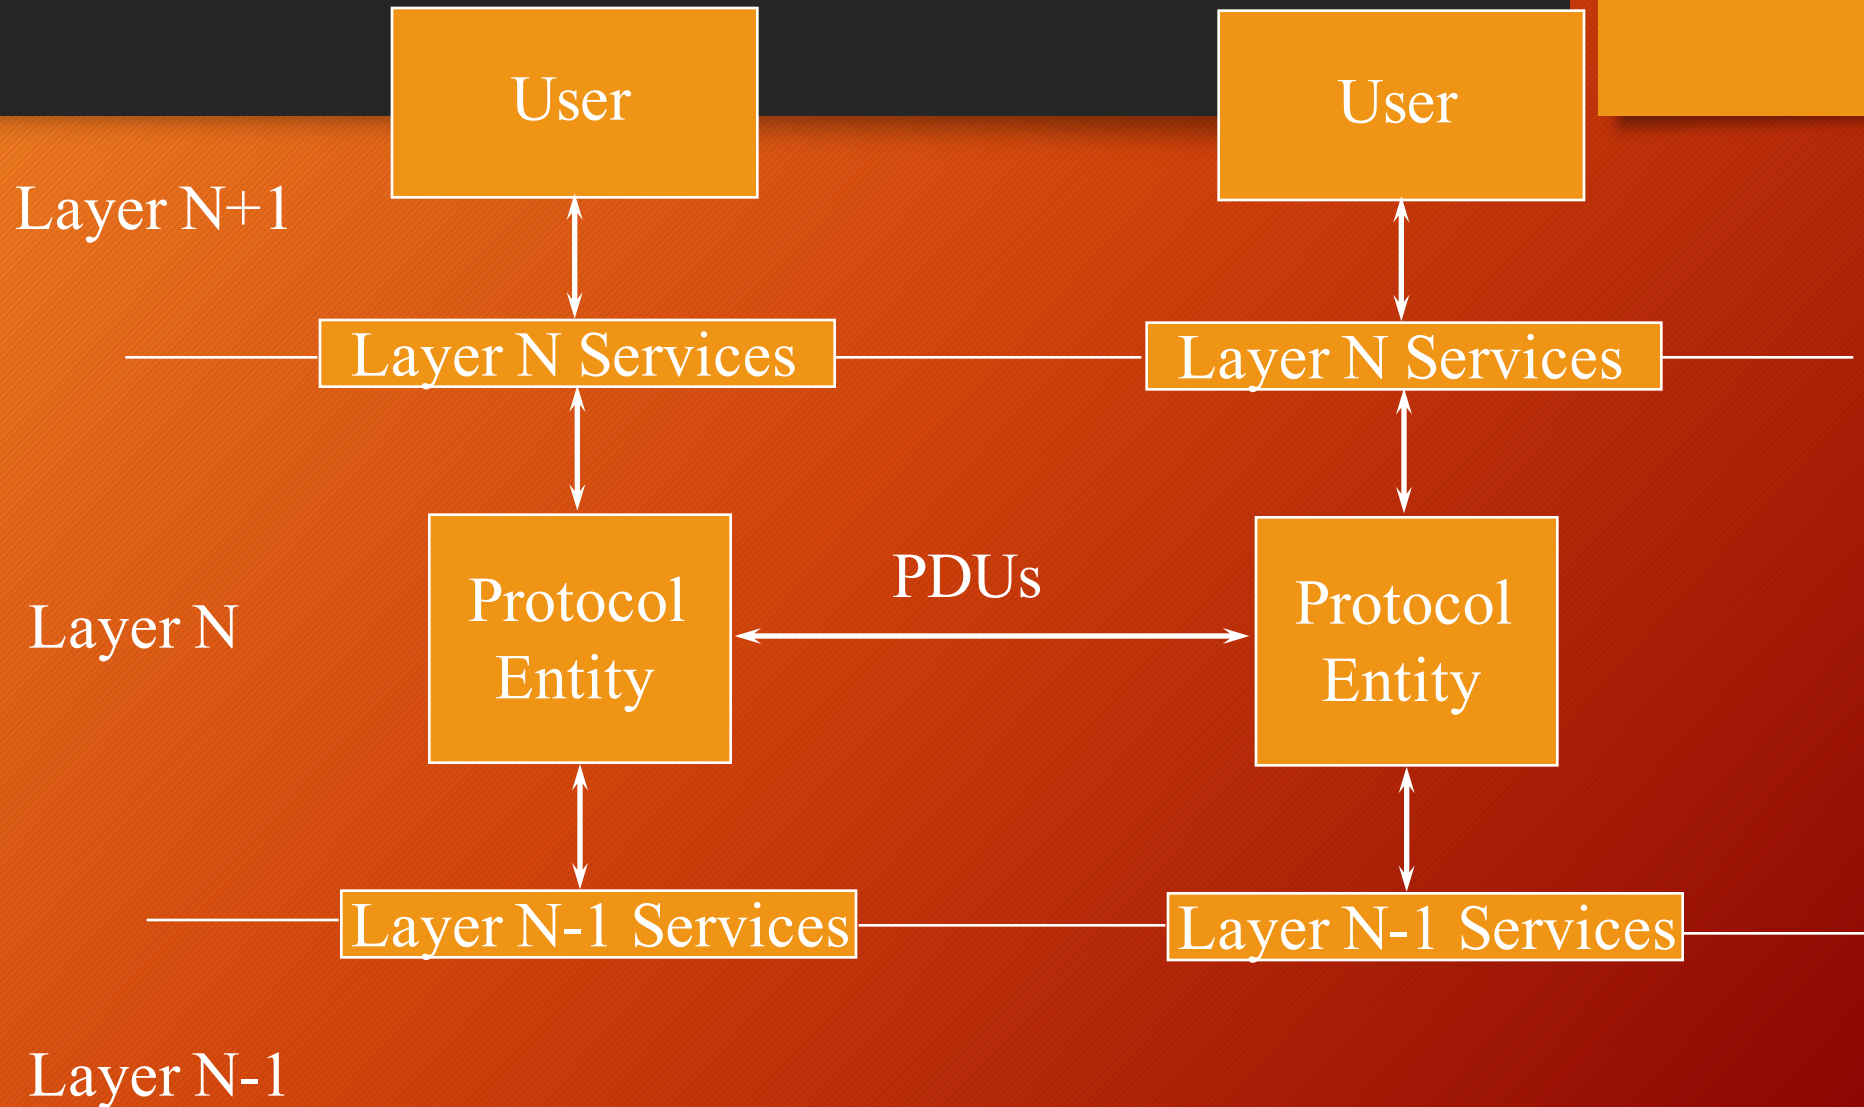 User
User
Layer N+1
Layer N Services
Layer N Services
PDUs
Layer N
Protocol
Entity
Protocol
Entity
Layer N-1 Services
Layer N-1 Services
Layer N-1